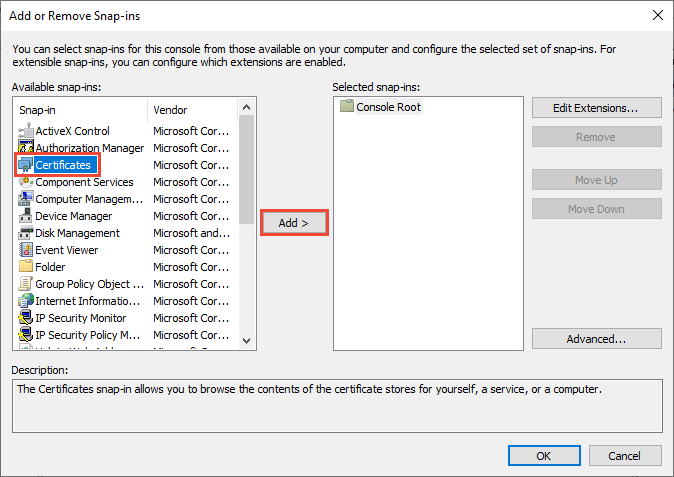 Add or Remove Snap-ins
You can select snap-ins for this console from those available on your computer and configure the selected set of snap-ins. For
extensible snap-ins, you can configure which extensions are enabled.
Available snap-ins:
Selected snap-ins:
Snap-in Vendor
ActiveX Control Microsoft Cor...
Authorization Manager Microsoft Cor...
Certificates Microsoft Cor...
Component Services Microsoft Cor...
Computer Managem... Microsoft Cor...
Device Manager Microsoft Cor...
Disk Management Microsoft and...
Event Viewer Microsoft Cor...
Folder Microsoft Cor...
Group Policy Object ... Microsoft Cor...
Internet Informatio... Microsoft Cor...
IP Security Monitor Microsoft Cor...
IP Security Policy M... Microsoft Cor...
Add >
Console Root
Edit Extensions...
Remove
Move Up
Move Down
Advanced...
Description:
The Certificates snap-in allows you to browse the contents of the certificate stores for yourself, a service, or a computer.
OK
Cancel